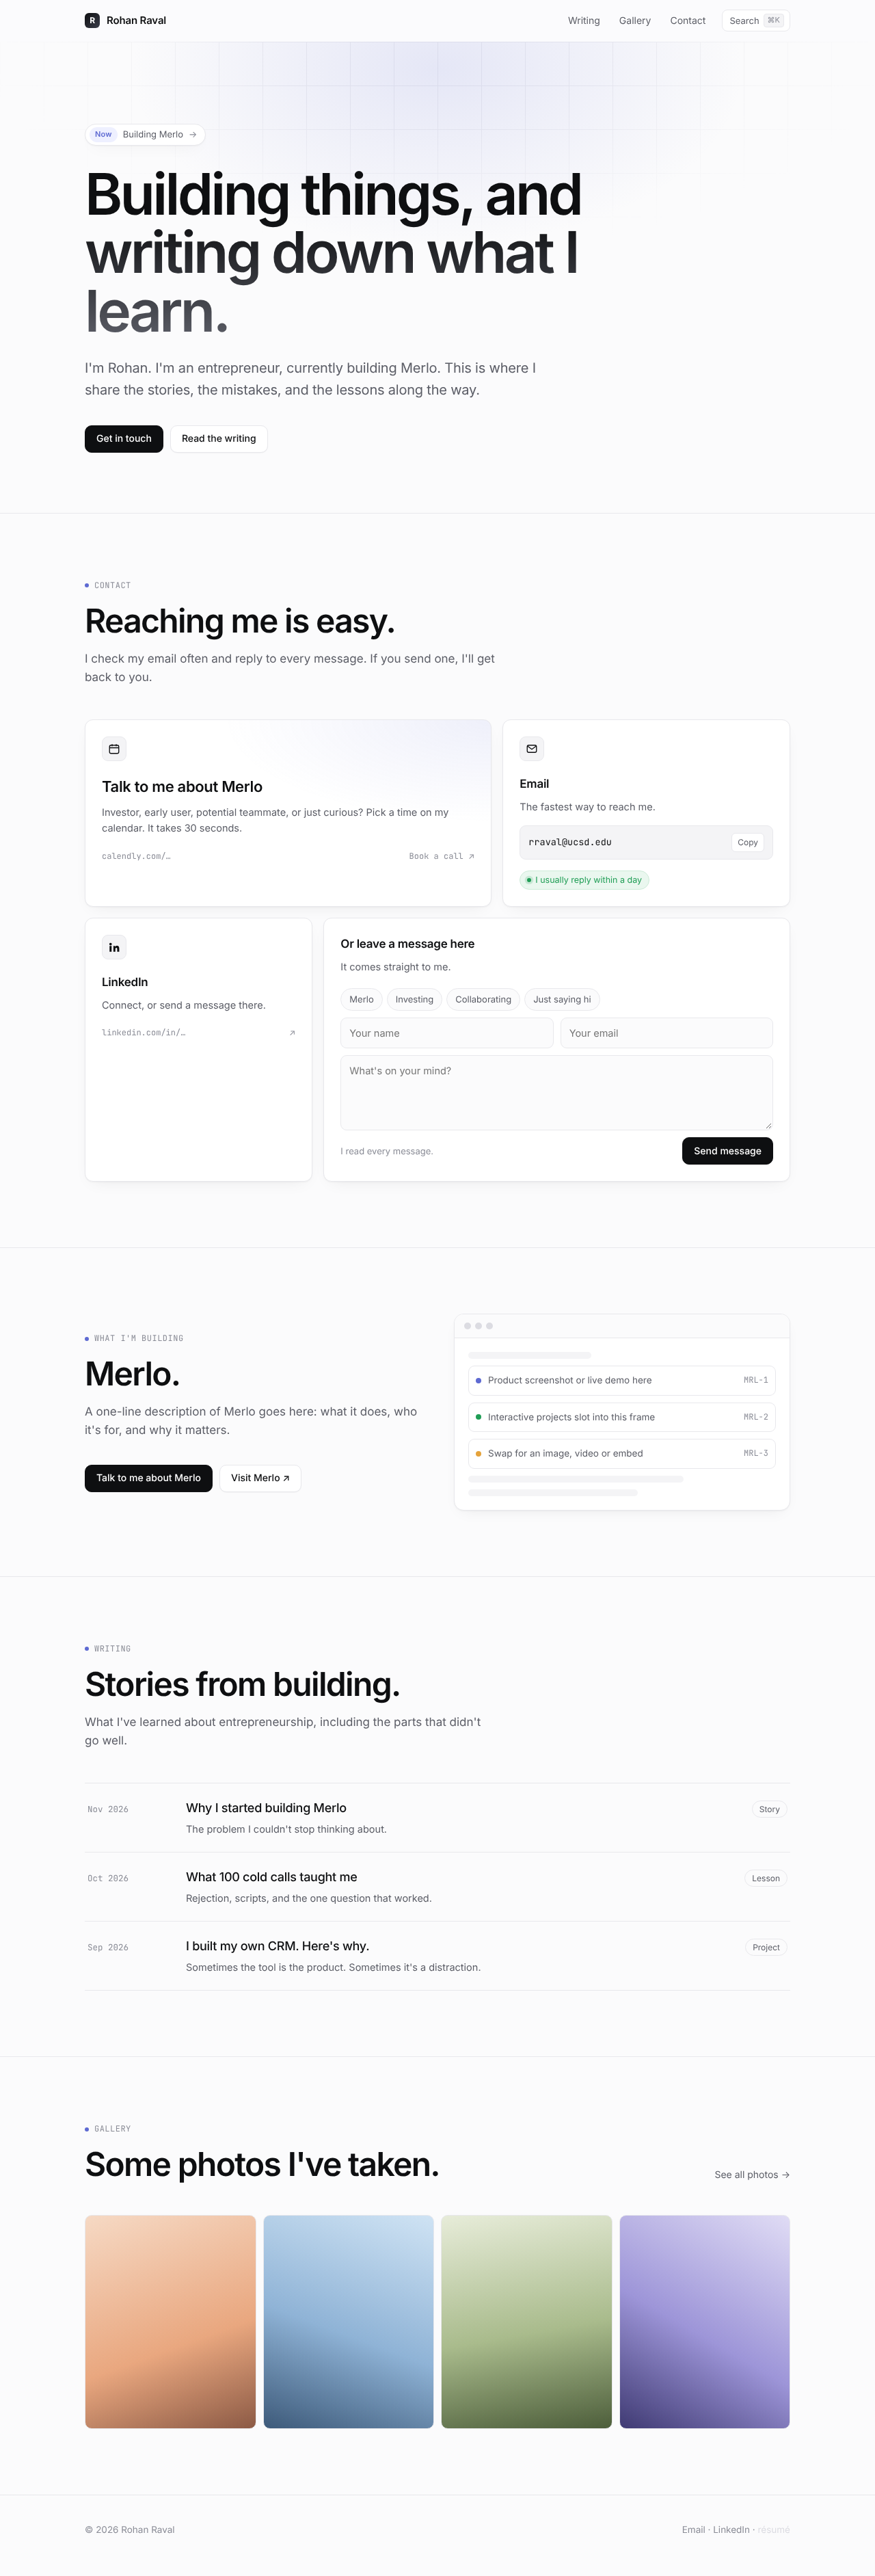 R Rohan Raval
Writing Gallery Contact Search ⌘K
Now Building Merlo →
Building things, and
writing down what I
learn.
I'm Rohan. I'm an entrepreneur, currently building Merlo. This is where I
share the stories, the mistakes, and the lessons along the way.
Get in touch Read the writing
CONTACT
Reaching me is easy.
I check my email often and reply to every message. If you send one, I'll get
back to you.
Talk to me about Merlo
Investor, early user, potential teammate, or just curious? Pick a time on my
calendar. It takes 30 seconds.
calendly.com/… Book a call ↗
Email
The fastest way to reach me.
rraval@ucsd.edu Copy
I usually reply within a day
in
LinkedIn
Connect, or send a message there.
linkedin.com/in/… ↗
Or leave a message here
It comes straight to me.
Merlo Investing Collaborating Just saying hi
Your name Your email
What's on your mind?
I read every message. Send message
WHAT I'M BUILDING
Merlo.
A one-line description of Merlo goes here: what it does, who
it's for, and why it matters.
Talk to me about Merlo Visit Merlo ↗
Product screenshot or live demo here MRL-1
Interactive projects slot into this frame MRL-2
Swap for an image, video or embed MRL-3
WRITING
Stories from building.
What I've learned about entrepreneurship, including the parts that didn't
go well.
Nov 2026 Why I started building Merlo Story
The problem I couldn't stop thinking about.
Oct 2026 What 100 cold calls taught me Lesson
Rejection, scripts, and the one question that worked.
Sep 2026 I built my own CRM. Here's why. Project
Sometimes the tool is the product. Sometimes it's a distraction.
GALLERY
Some photos I've taken.
See all photos →
© 2026 Rohan Raval Email · LinkedIn · résumé